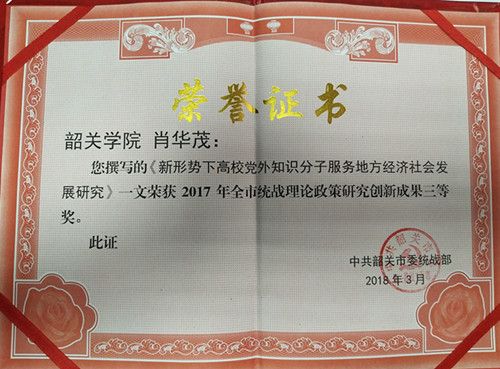 荣誉证书
韶关学院 肖华茂：
您撰写的《新形势下高校党外知识分子服务地方经济社会发
展研究》一文荣获 2017 年全市统战理论政策研究创新成果三等
奖。
此证
中共韶关市委统战部
2018 年 3 月